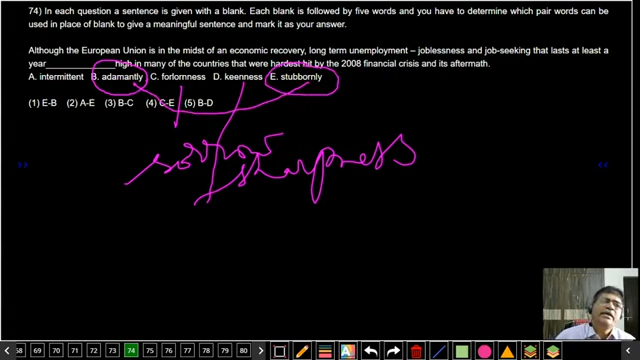 74) In each question a sentence is given with a blank. Each blank is followed by five words and you have to determine which pair words can be
used in place of blank to give a meaningful sentence and mark it as your answer.
Although the European Union is in the midst of an economic recovery, long term unemployment - joblessness and job-seeking that lasts at least a
year____________ high in many of the countries that were hardest hit by the 2008 financial crisis and its aftermath.
A. intermittent B. adamantly C. forlornness D. keenness E. stubbornly
(1) E-B (2) A-E (3) B-C (4) C-E (5) B-D
>> >>
sorrow
sharpness
68 69 70 71 72 73 74 75 76 77 78 79 80